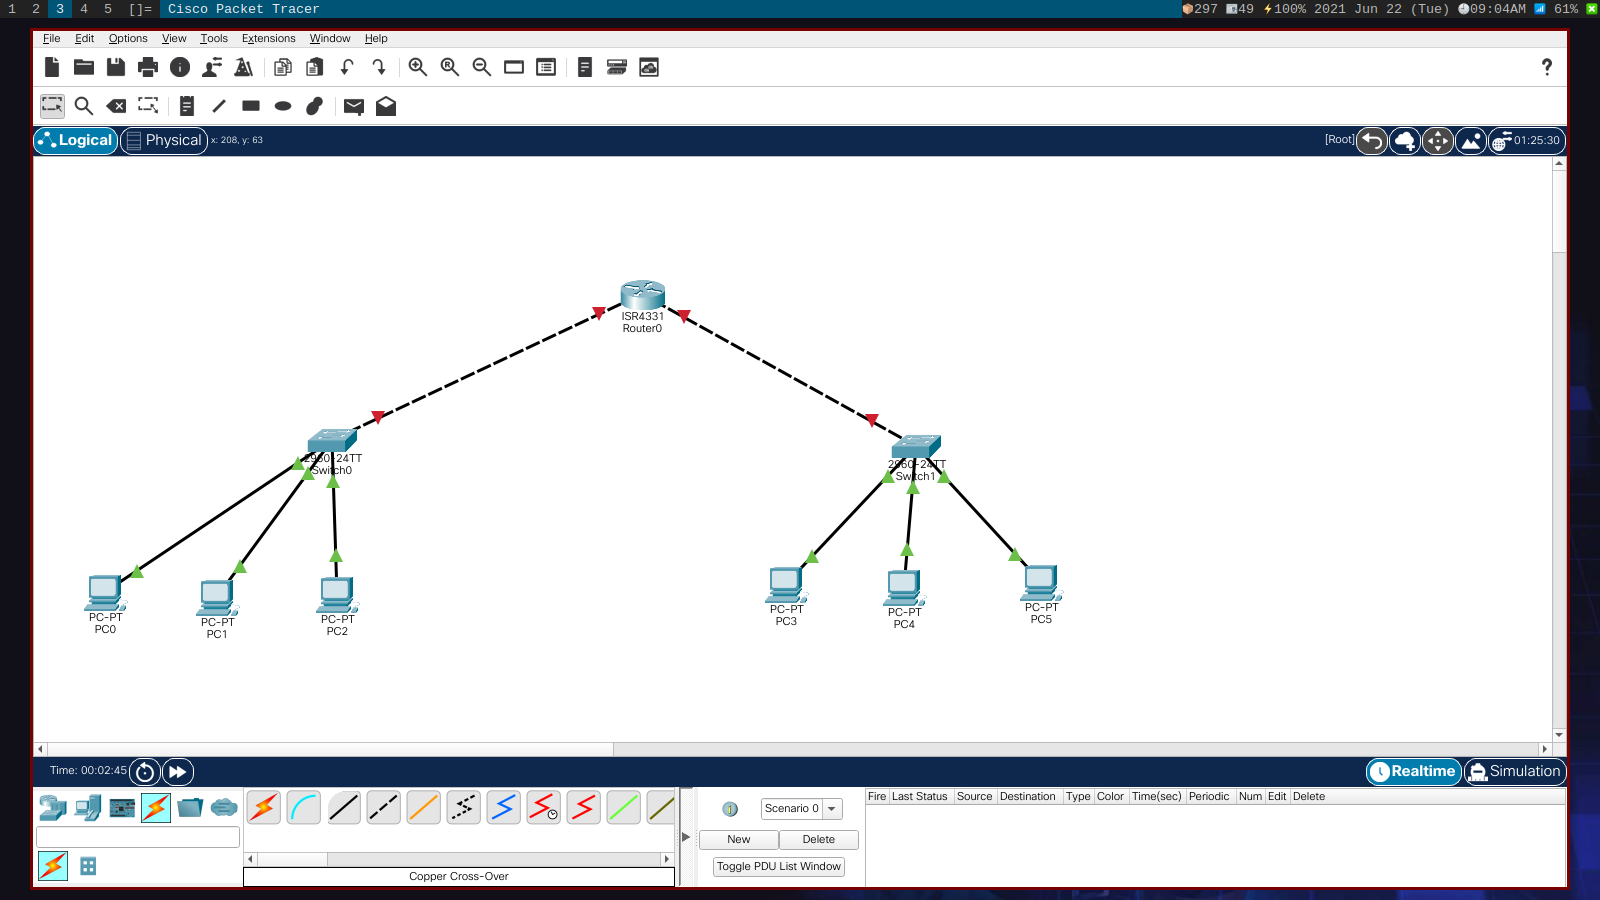 1 2 3 4 5 []= Cisco Packet Tracer 297 49 100% 2021 Jun 22 (Tue) 09:04AM 61%
File Edit Options View Tools Extensions Window Help
?
Logical Physical x: 208, y: 63 [Root] 01:25:30
ISR4331
Router0
2960-24TT
Switch0
2960-24TT
Switch1
PC-PT
PC0
PC-PT
PC1
PC-PT
PC2
PC-PT
PC3
PC-PT
PC4
PC-PT
PC5
Time: 00:02:45 Realtime Simulation
Scenario 0
New Delete
Toggle PDU List Window
Fire Last Status Source Destination Type Color Time(sec) Periodic Num Edit Delete
Copper Cross-Over